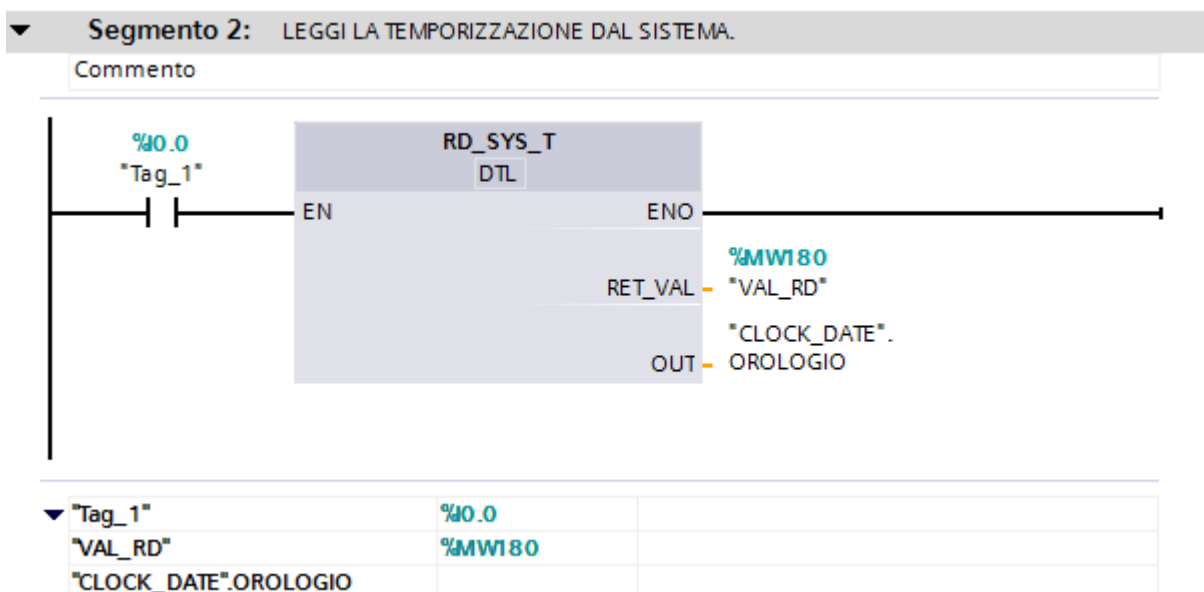 Segmento 2: LEGGI LA TEMPORIZZAZIONE DAL SISTEMA.
Commento
%I0.0
"Tag_1"
RD_SYS_T
DTL
EN
ENO
%MW180
RET_VAL
"VAL_RD"
"CLOCK_DATE".
OUT
OROLOGIO
"Tag_1" %I0.0
"VAL_RD" %MW180
"CLOCK_DATE".OROLOGIO